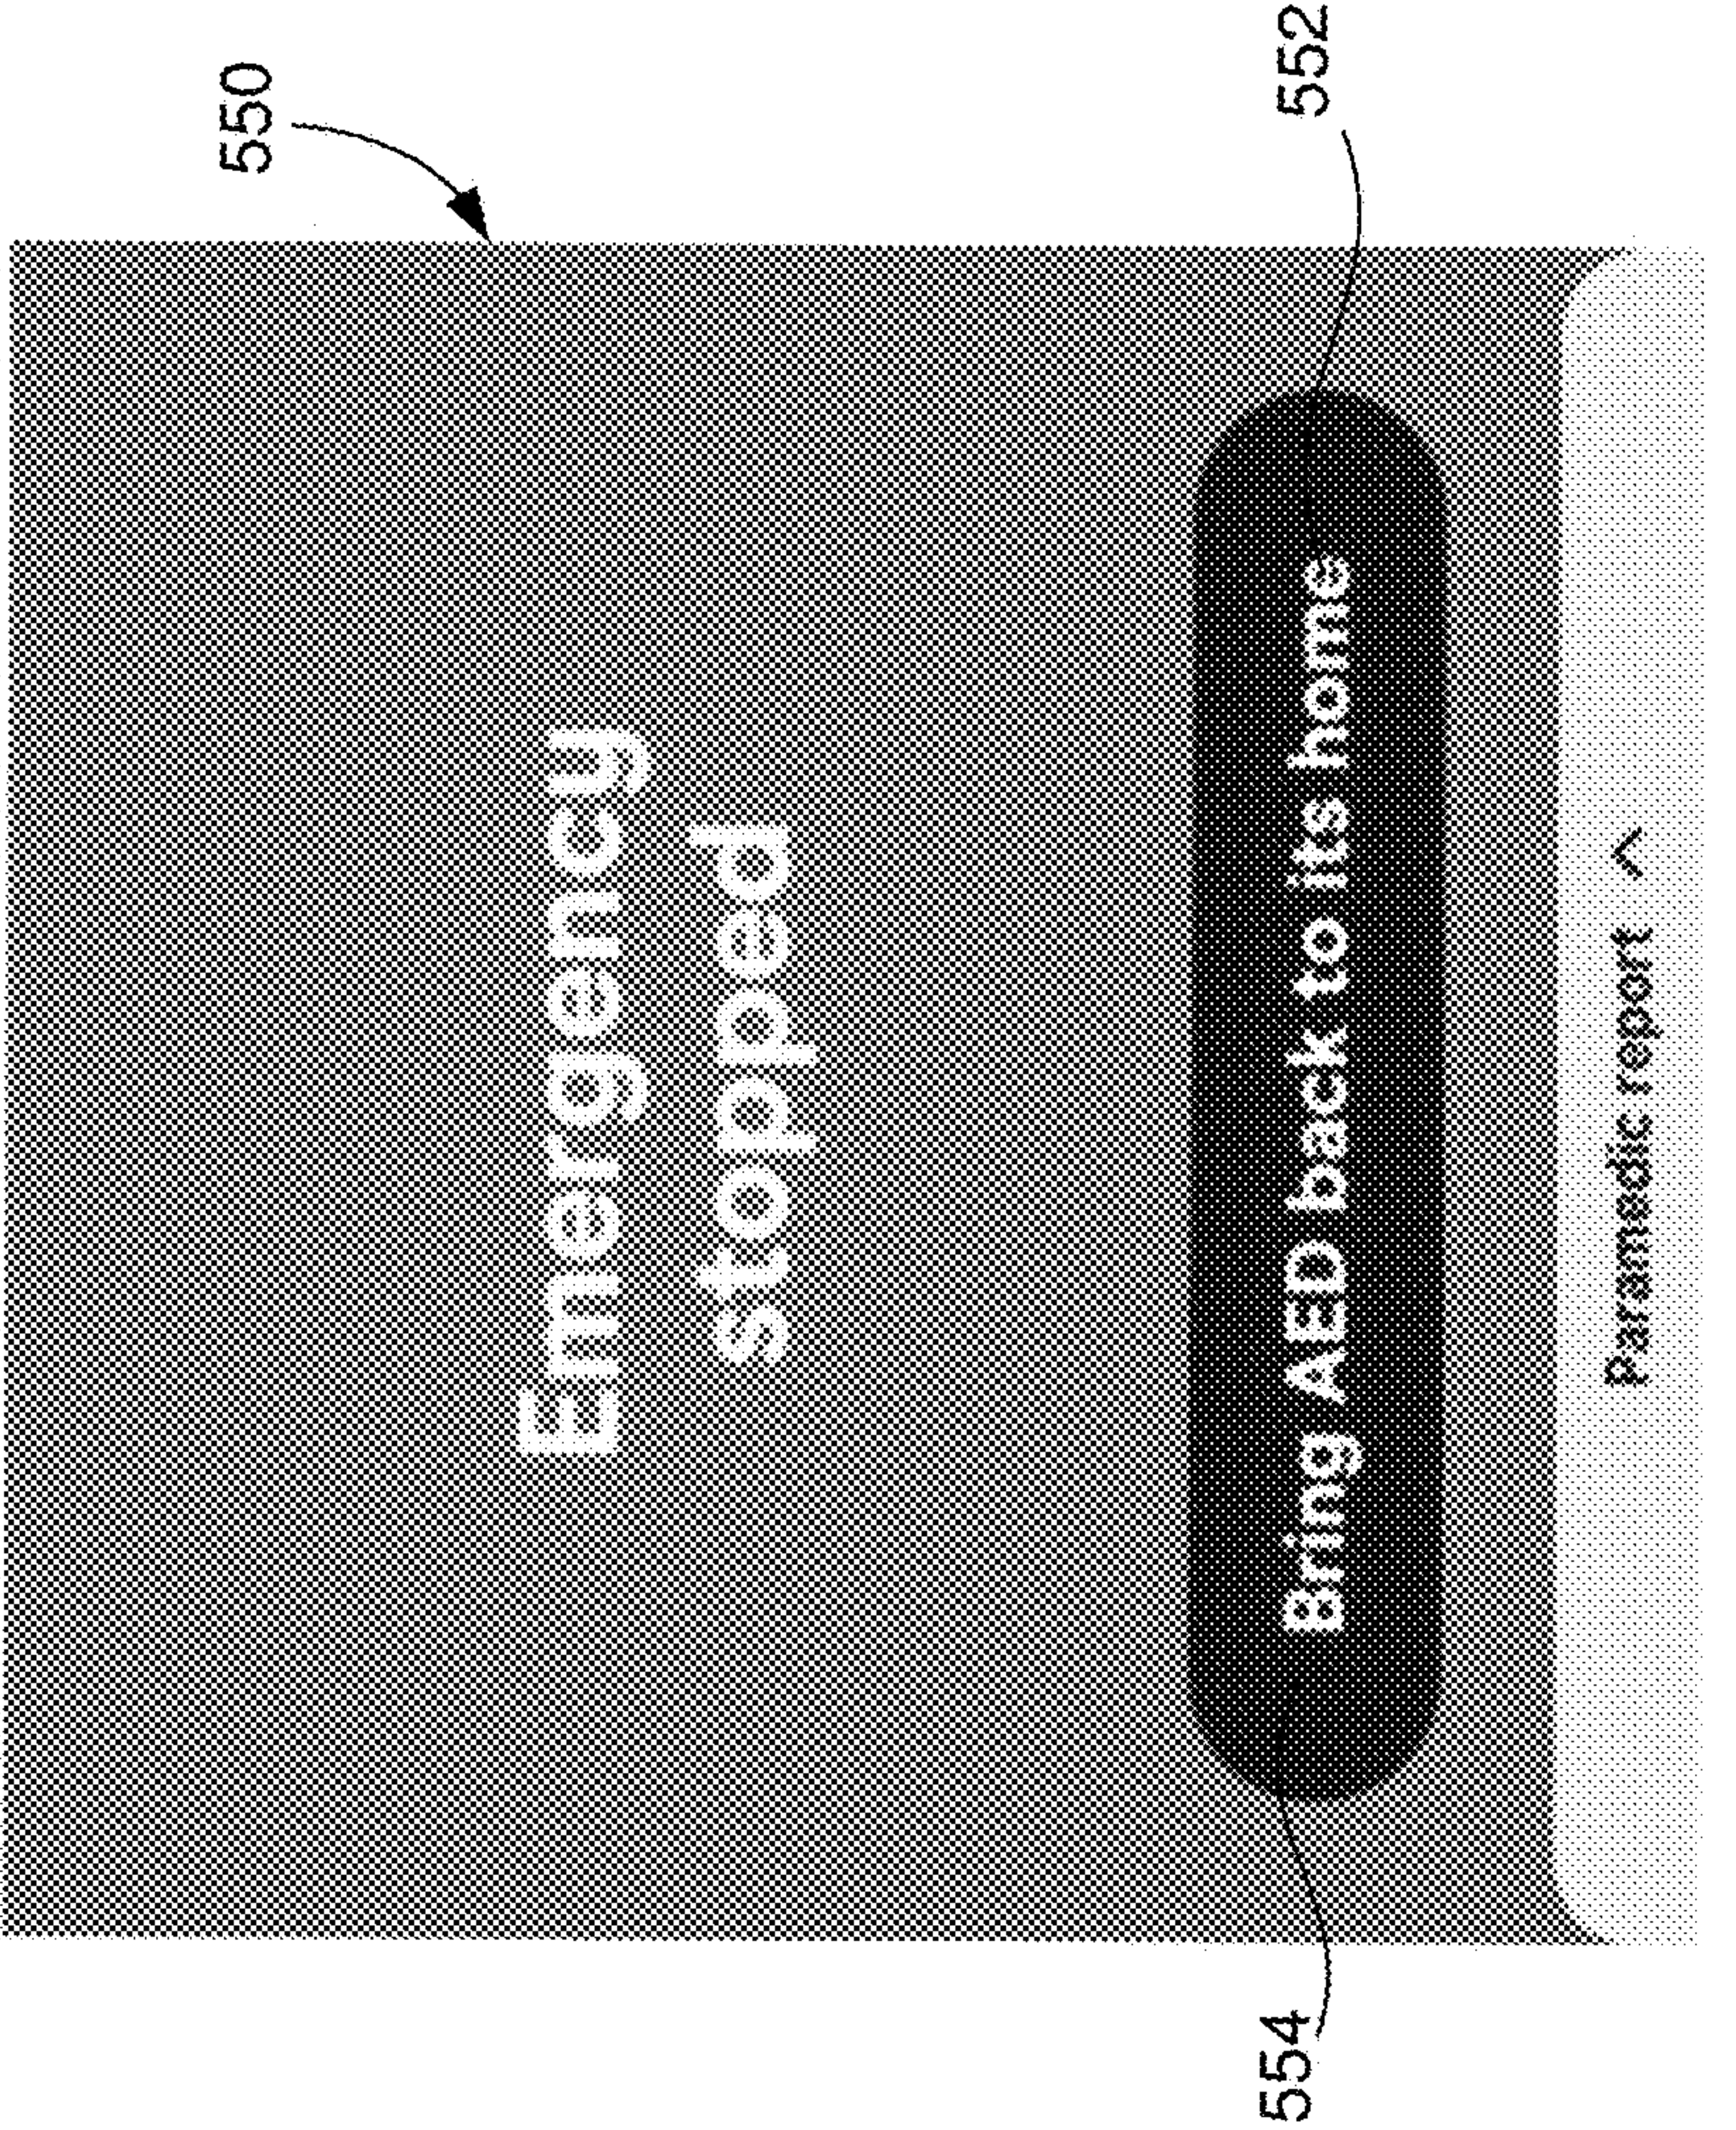 550
Emergency
stopped
552
554
Bring AED back to its home
Paramedic report ^